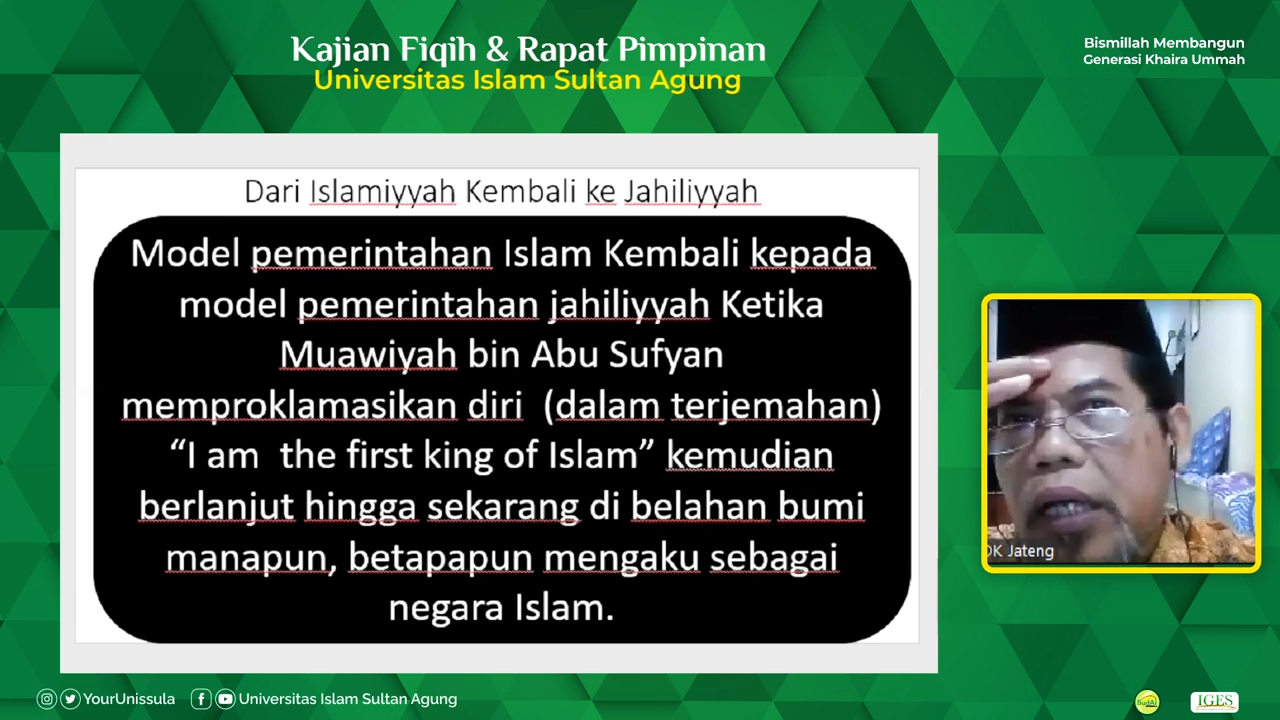 Kajian Fiqih & Rapat Pimpinan
Universitas Islam Sultan Agung
Bismillah Membangun
Generasi Khaira Ummah
Dari Islamiyyah Kembali ke Jahiliyyah
Model pemerintahan Islam Kembali kepada
model pemerintahan jahiliyyah Ketika
Muawiyah bin Abu Sufyan
memproklamasikan diri (dalam terjemahan)
“I am the first king of Islam” kemudian
berlanjut hingga sekarang di belahan bumi
manapun, betapapun mengaku sebagai
negara Islam.
DK Jateng
YourUnissula
Universitas Islam Sultan Agung
BudAi
IGES